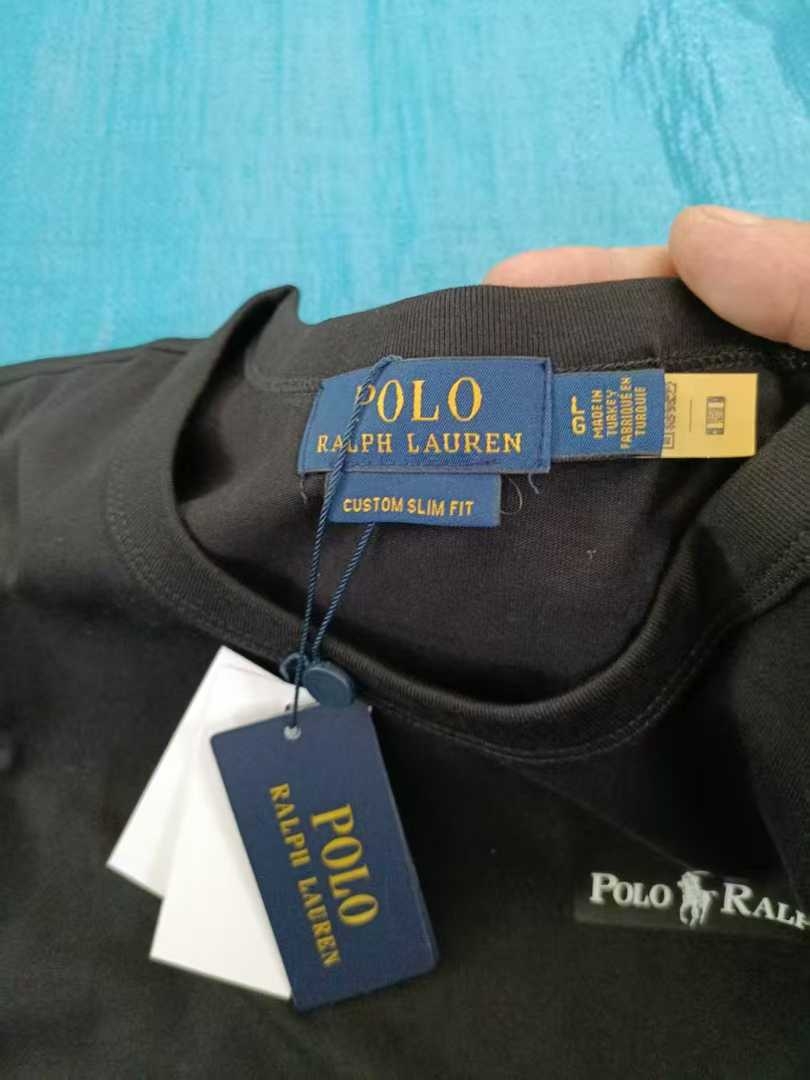 POLO
RALPH LAUREN
CUSTOM SLIM FIT
L
G
MADE IN
TURKEY
FABRIQUÉ EN
TURQUIE
POLO
RALPH LAUREN
POLO RALP